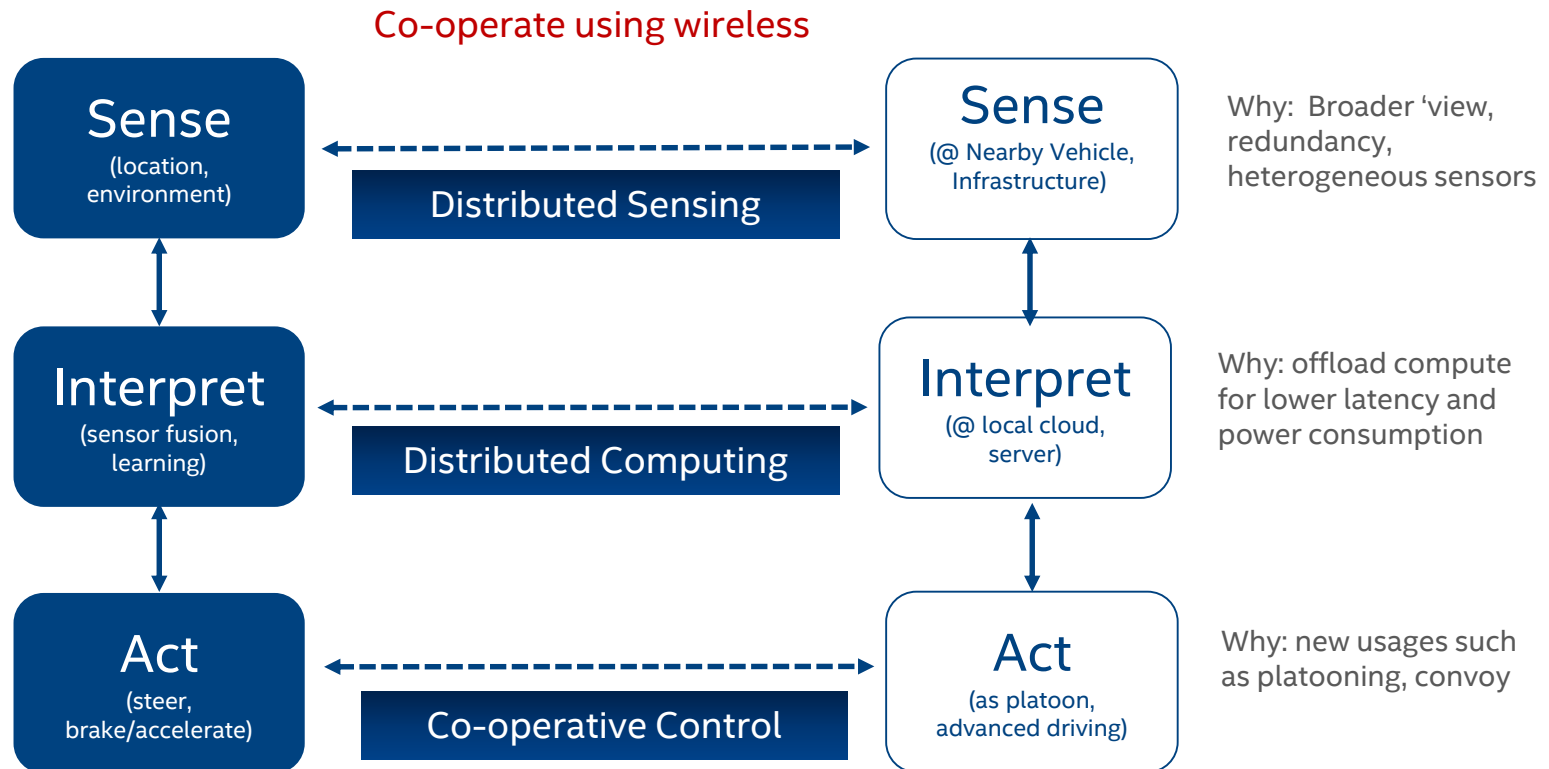 Co-operate using wireless
Sense
(location,
environment)
Distributed Sensing
Sense
(@ Nearby Vehicle,
Infrastructure)
Why:  Broader ‘view,
redundancy,
heterogeneous sensors
Interpret
(sensor fusion,
learning)
Distributed Computing
Interpret
(@ local cloud,
server)
Why: offload compute
for lower latency and
power consumption
Act
(steer,
brake/accelerate)
Co-operative Control
Act
(as platoon,
advanced driving)
Why: new usages such
as platooning, convoy